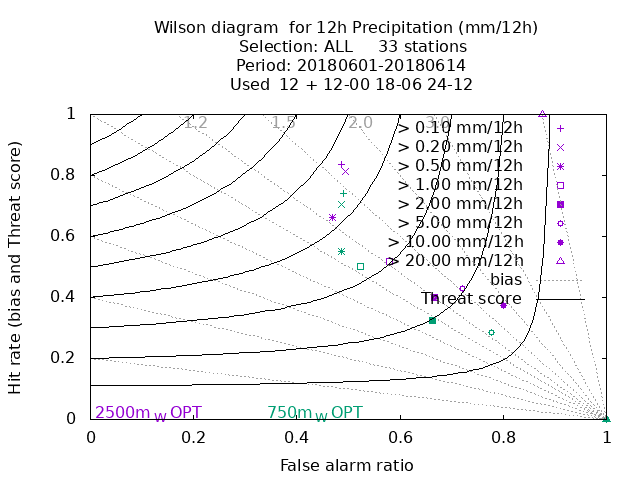 Wilson diagram for 12h Precipitation (mm/12h)
Selection: ALL 33 stations
Period: 20180601-20180614
Used 12 + 12-00 18-06 24-12
1.2 1.5 2.0 3.0
> 0.10 mm/12h
> 0.20 mm/12h
> 0.50 mm/12h
> 1.00 mm/12h
> 2.00 mm/12h
> 5.00 mm/12h
> 10.00 mm/12h
> 20.00 mm/12h
bias
Threat score
1
0.8
0.6
0.4
0.2
0
Hit rate (bias and Threat score)
2500m_W OPT 750m_W OPT
0 0.2 0.4 0.6 0.8 1
False alarm ratio